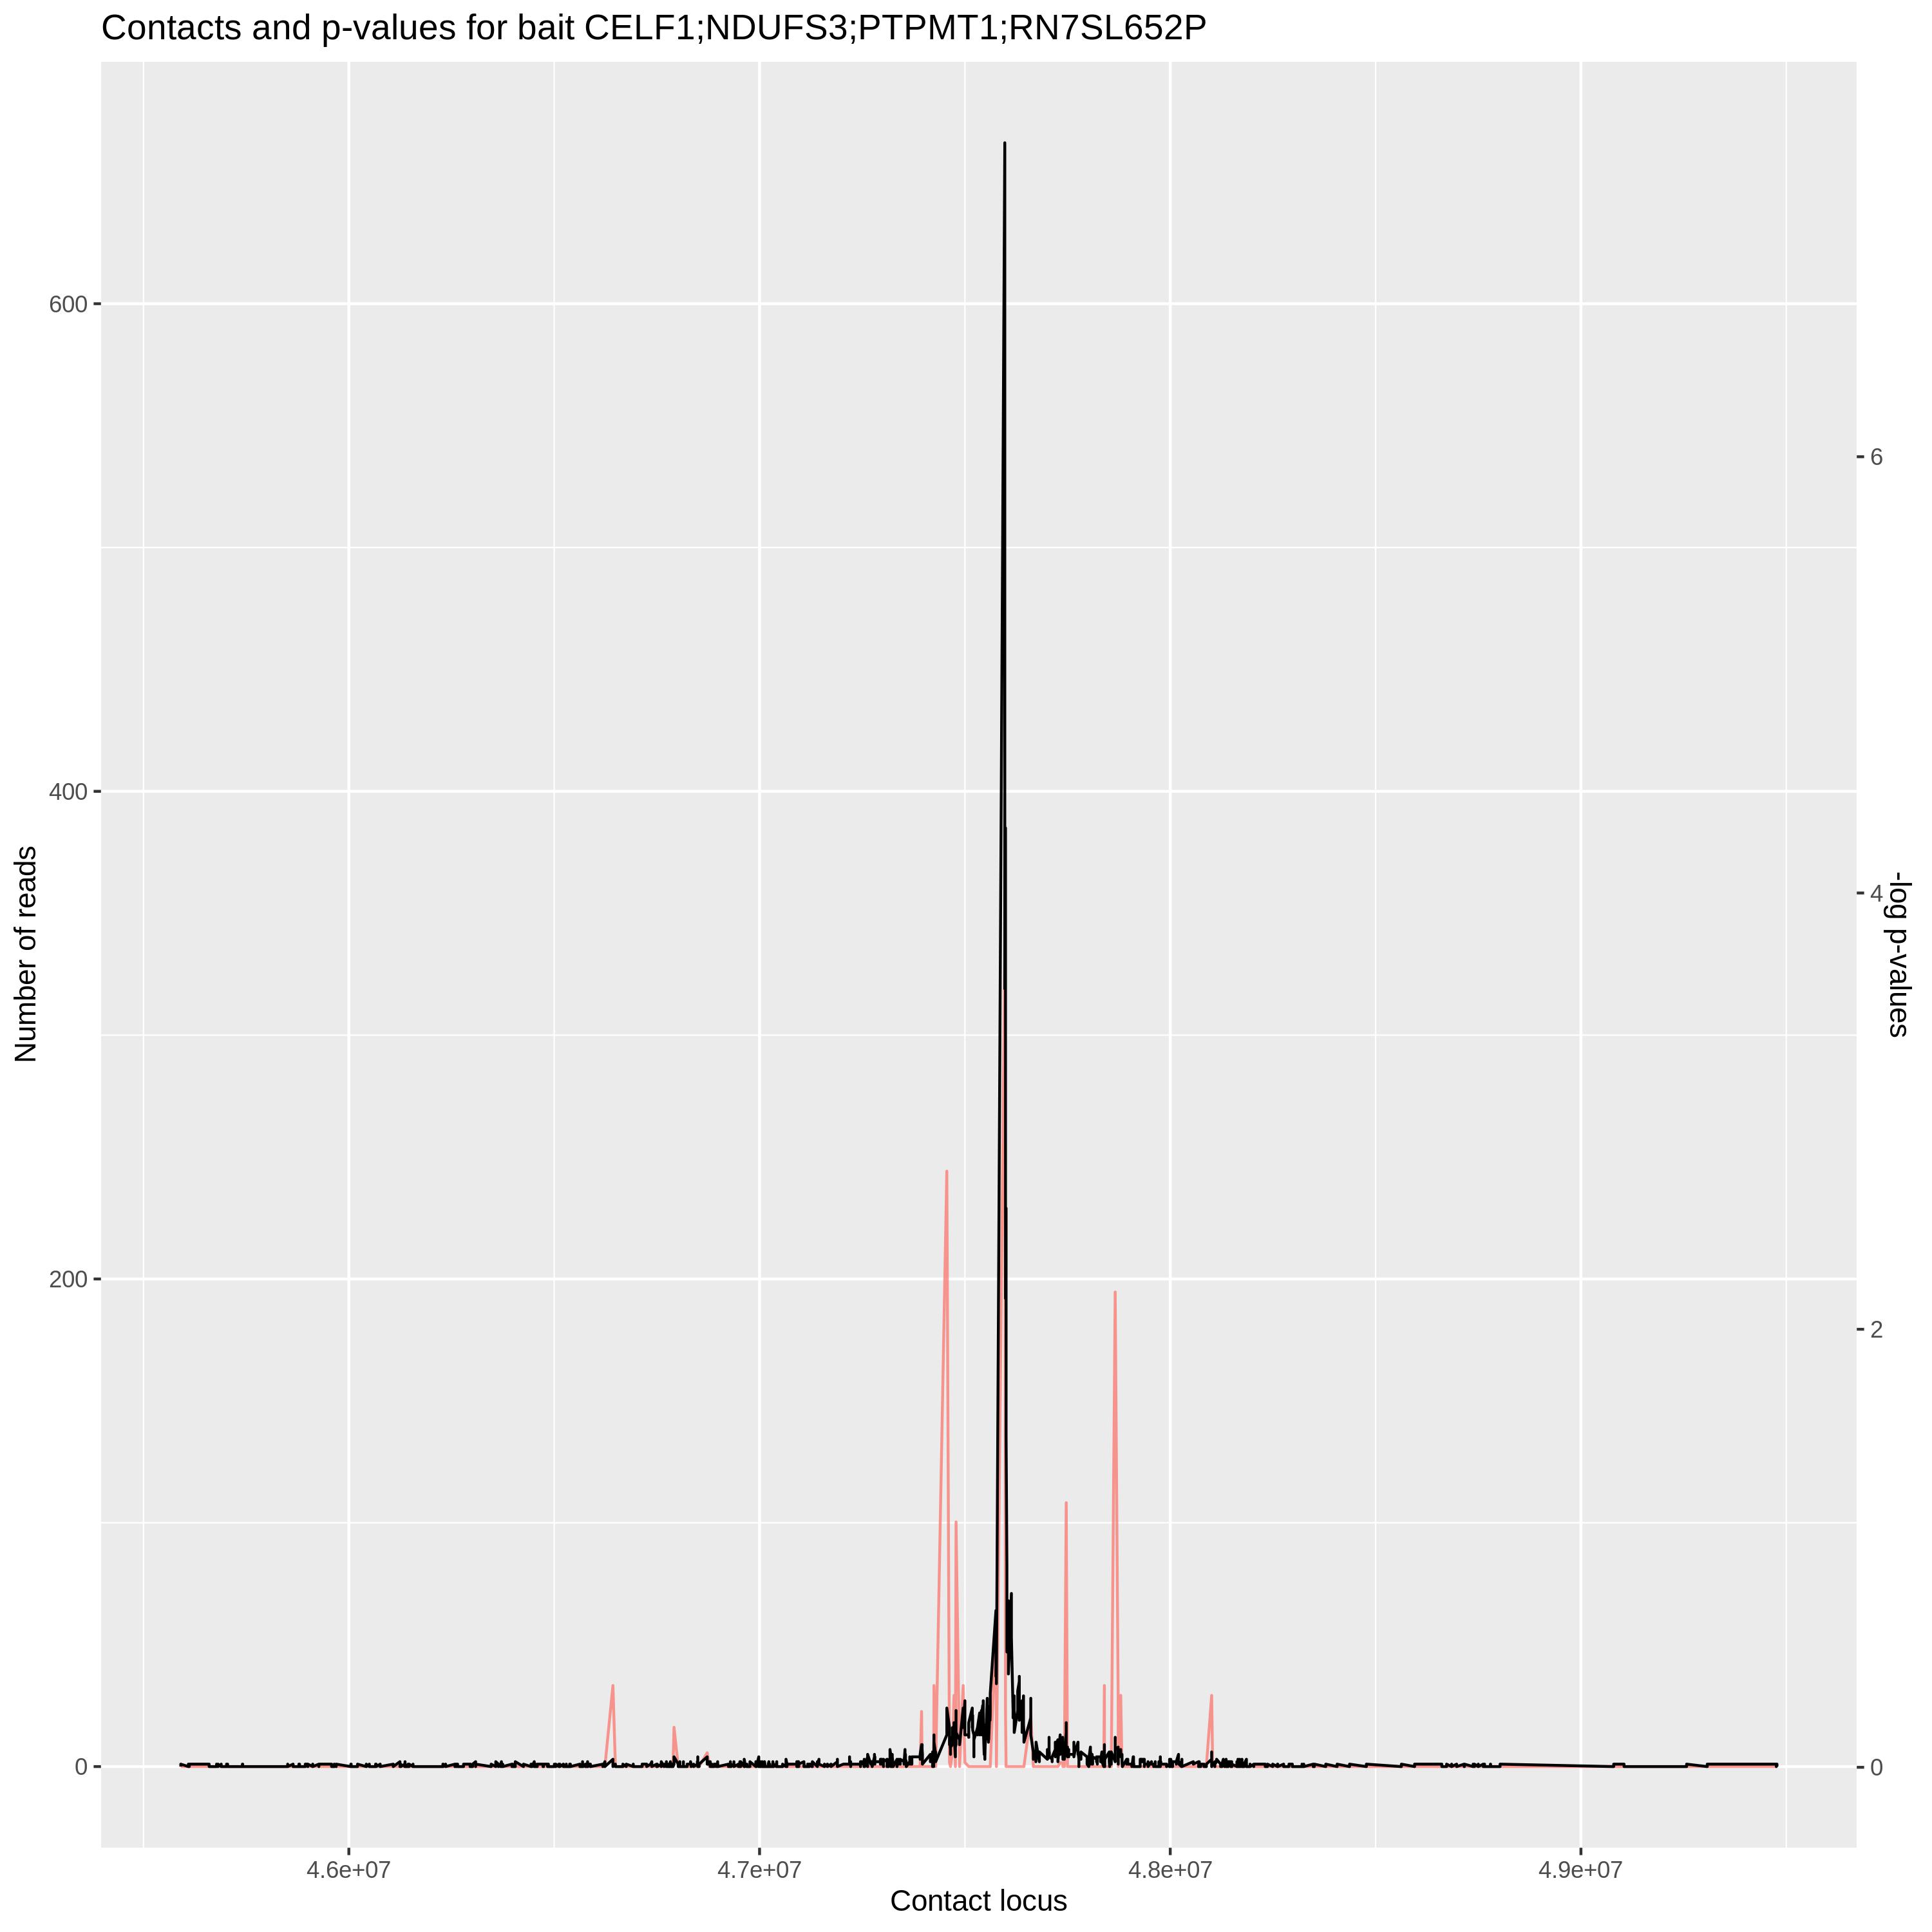 Contacts and p-values for bait CELF1;NDUFS3;PTPMT1;RN7SL652P
600
400
200
0
Number of reads
6
4
2
0
-log p-values
4.6e+07
4.7e+07
4.8e+07
4.9e+07
Contact locus